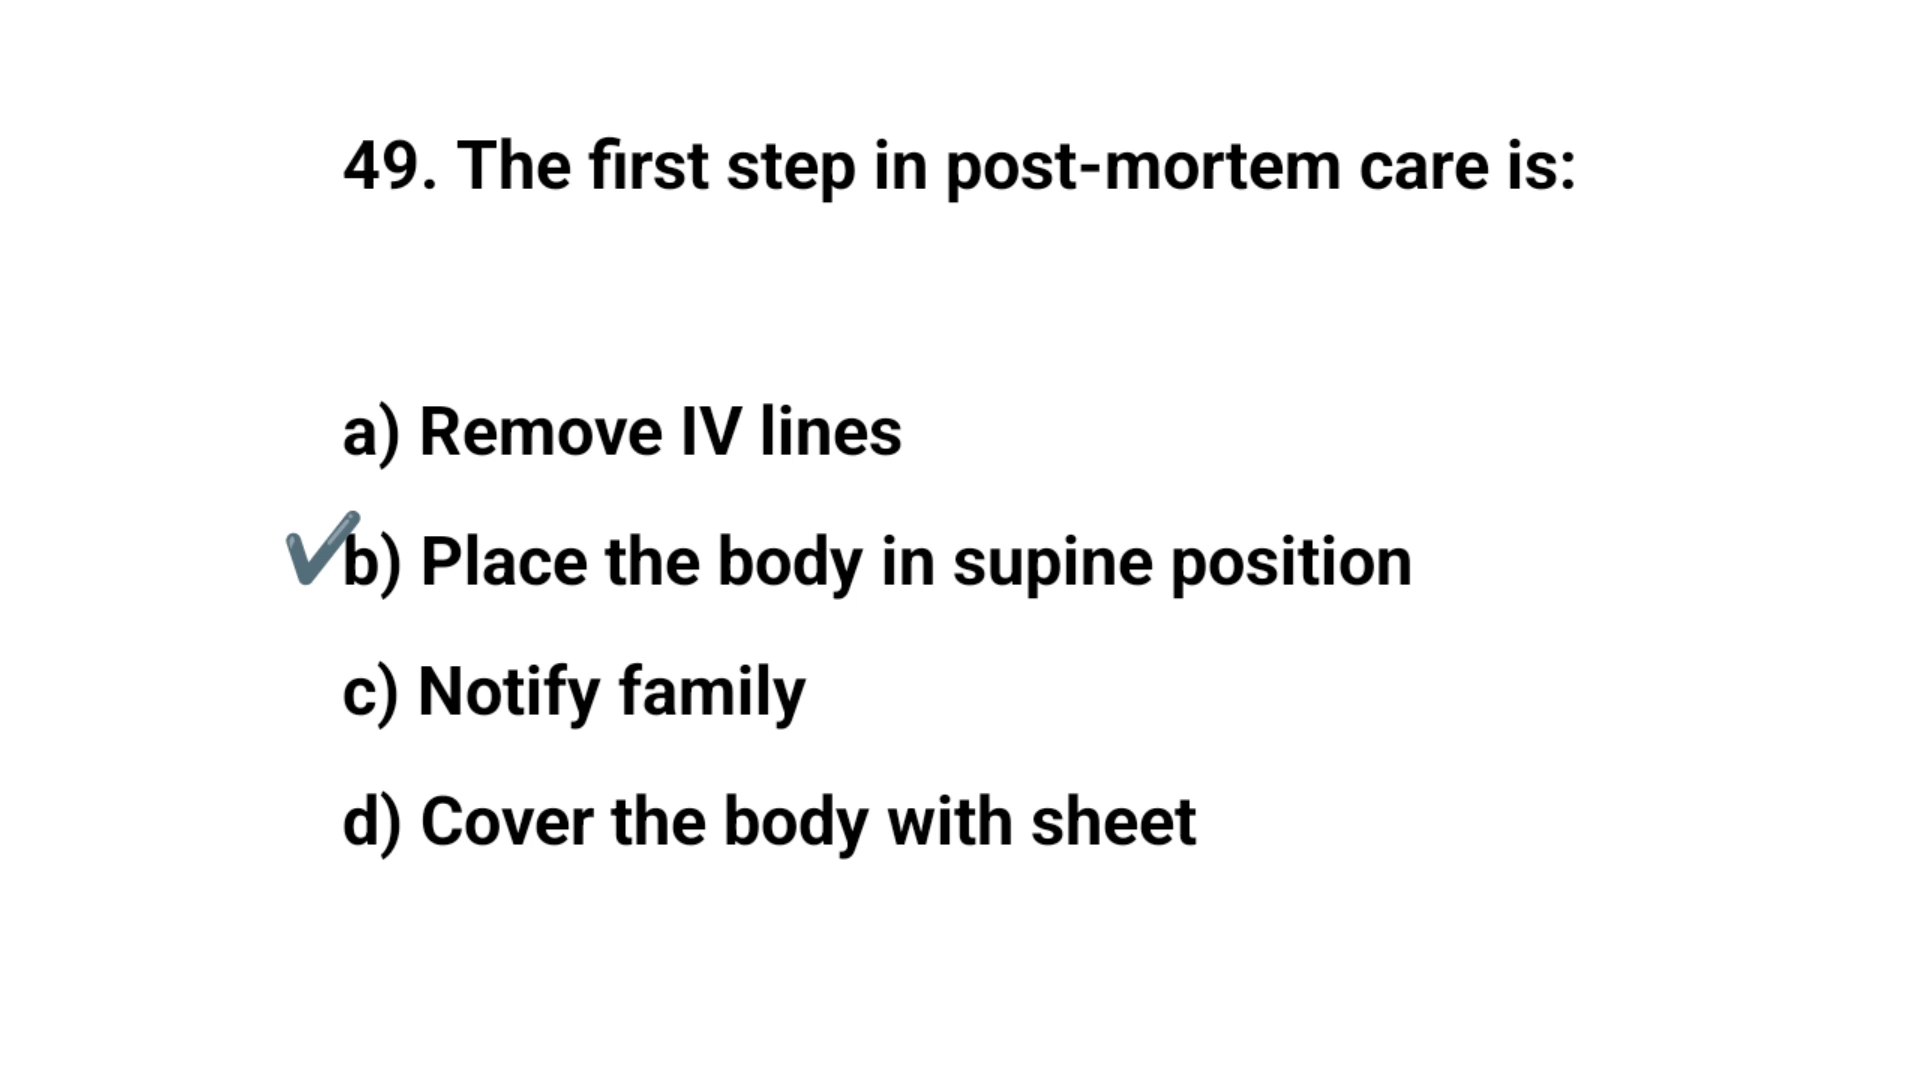 49. The first step in post-mortem care is:
a) Remove IV lines
✔b) Place the body in supine position
c) Notify family
d) Cover the body with sheet